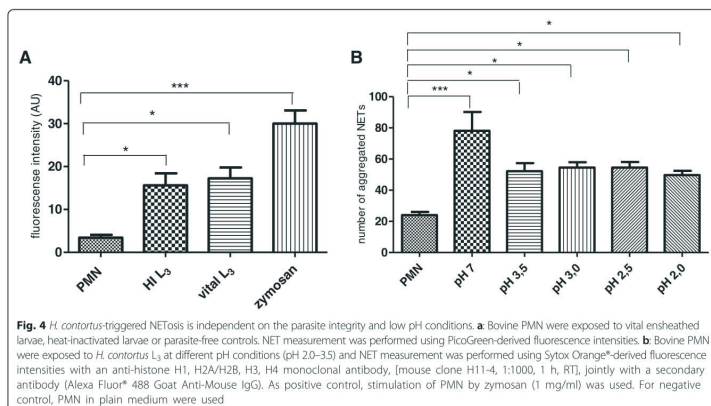 A
B
***
*
*
fluorescense intensity (AU)
40
30
20
10
0
PMN
HI L3
vital L3
zymosan
*
*
*
*
***
number of aggregated NETs
100
80
60
40
20
0
PMN
pH 7
pH 3,5
pH 3,0
pH 2,5
pH 2,0
Fig. 4 H. contortus-triggered NETosis is independent on the parasite integrity and low pH conditions. a: Bovine PMN were exposed to vital ensheathed
larvae, heat-inactivated larvae or parasite-free controls. NET measurement was performed using PicoGreen-derived fluorescence intensities. b: Bovine PMN
were exposed to H. contortus L3 at different pH conditions (pH 2.0–3.5) and NET measurement was performed using Sytox Orange®-derived fluorescence
intensities with an anti-histone H1, H2A/H2B, H3, H4 monoclonal antibody, [mouse clone H11-4, 1:1000, 1 h, RT], jointly with a secondary
antibody (Alexa Fluor® 488 Goat Anti-Mouse IgG). As positive control, stimulation of PMN by zymosan (1 mg/ml) was used. For negative
control, PMN in plain medium were used